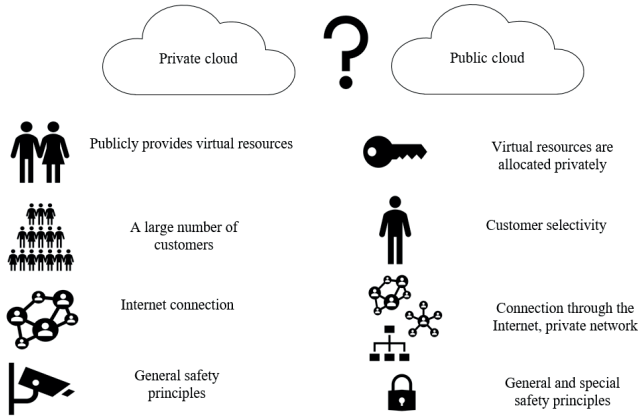 Private cloud
?
Public cloud
Publicly provides virtual resources
Virtual resources are
allocated privately
A large number of
customers
Customer selectivity
Internet connection
Connection through the
Internet, private network
General safety
principles
General and special
safety principles